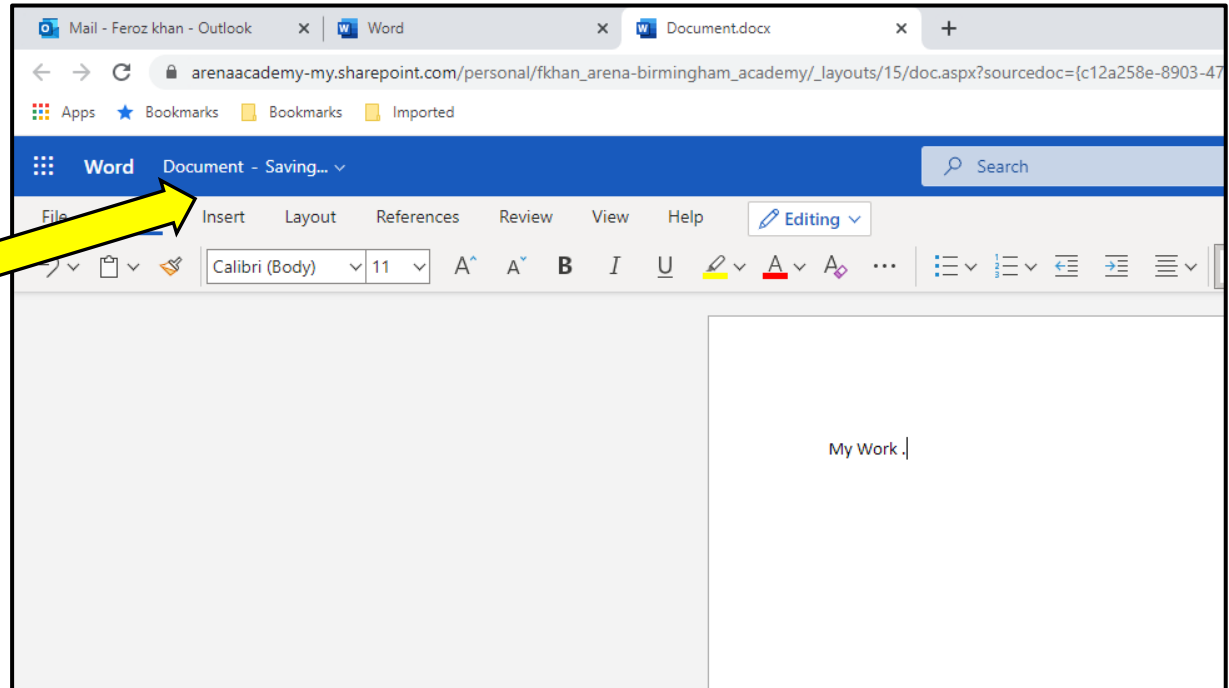 Mail - Feroz khan - Outlook Word Document.docx
arenaacademy-my.sharepoint.com/personal/fkhan_arena-birmingham_academy/_layouts/15/doc.aspx?sourcedoc={c12a258e-8903-47
Apps Bookmarks Bookmarks Imported
Word Document - Saving... Search
File Insert Layout References Review View Help Editing
Calibri (Body) 11 A A B I U A A ...
My Work .